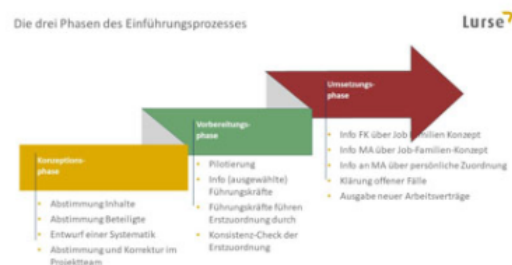 Die drei Phasen des Einführungsprozesses
Lurse
Konzeptions-
phase
Abstimmung Inhalte
Abstimmung Beteiligte
Entwurf einer Systematik
Abstimmung und Korrektur im
Projektteam
Vorbereitungs-
phase
Pilotierung
Info (ausgewählte)
Führungskräfte
Führungskräfte führen
Erstzuordnung durch
Konsistenz-Check der
Erstzuordnung
Umsetzungs-
phase
Info FK über Job Familien Konzept
Info MA über Job-Familien-Konzept
Info an MA über persönliche Zuordnung
Klärung offener Fälle
Ausgabe neuer Arbeitsverträge